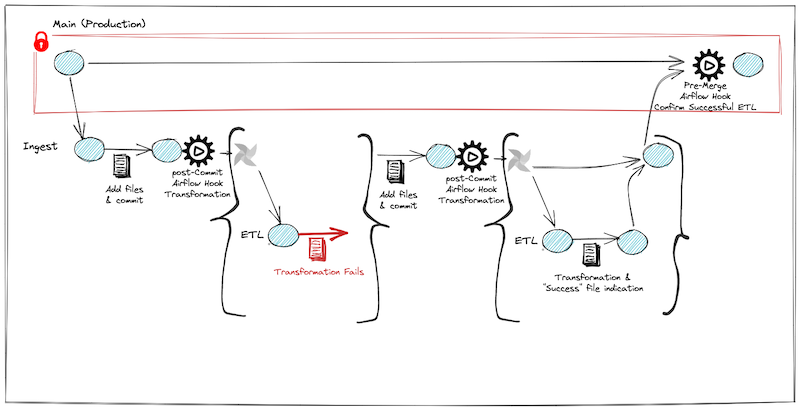 Main (Production)
Pre-Merge
Airflow Hook
Confirm Successful ETL
Ingest
Add files
& commit
post-Commit
Airflow Hook
Transformation
Add files
& commit
post-Commit
Airflow Hook
Transformation
ETL
Transformation Fails
ETL
Transformation &
"Success" file indication